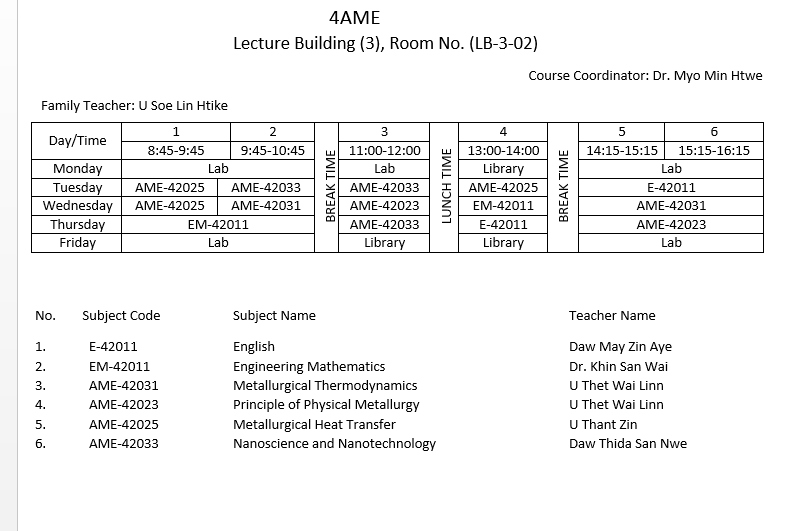 4AME
Lecture Building (3), Room No. (LB-3-02)
Course Coordinator: Dr. Myo Min Htwe
Family Teacher: U Soe Lin Htike
Day/Time 1 2 BREAK TIME 3 LUNCH TIME 4 BREAK TIME 5 6
8:45-9:45 9:45-10:45 11:00-12:00 13:00-14:00 14:15-15:15 15:15-16:15
Monday Lab Lab Library Lab
Tuesday AME-42025 AME-42033 AME-42033 AME-42025 E-42011
Wednesday AME-42025 AME-42031 AME-42023 EM-42011 AME-42031
Thursday EM-42011 AME-42033 E-42011 AME-42023
Friday Lab Library Library Lab
No. Subject Code Subject Name Teacher Name
1. E-42011 English Daw May Zin Aye
2. EM-42011 Engineering Mathematics Dr. Khin San Wai
3. AME-42031 Metallurgical Thermodynamics U Thet Wai Linn
4. AME-42023 Principle of Physical Metallurgy U Thet Wai Linn
5. AME-42025 Metallurgical Heat Transfer U Thant Zin
6. AME-42033 Nanoscience and Nanotechnology Daw Thida San Nwe